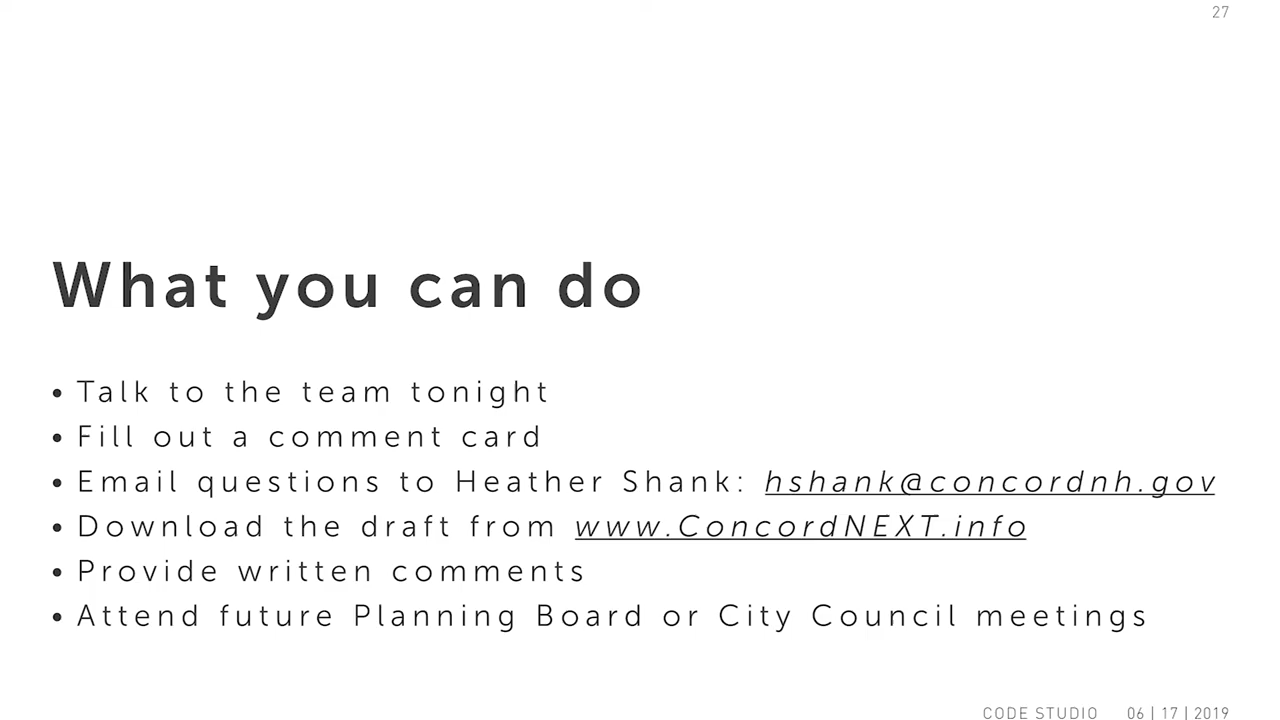 27
What you can do
• Talk to the team tonight
• Fill out a comment card
• Email questions to Heather Shank: hshank@concordnh.gov
• Download the draft from www.ConcordNEXT.info
• Provide written comments
• Attend future Planning Board or City Council meetings
CODE STUDIO 06 | 17 | 2019